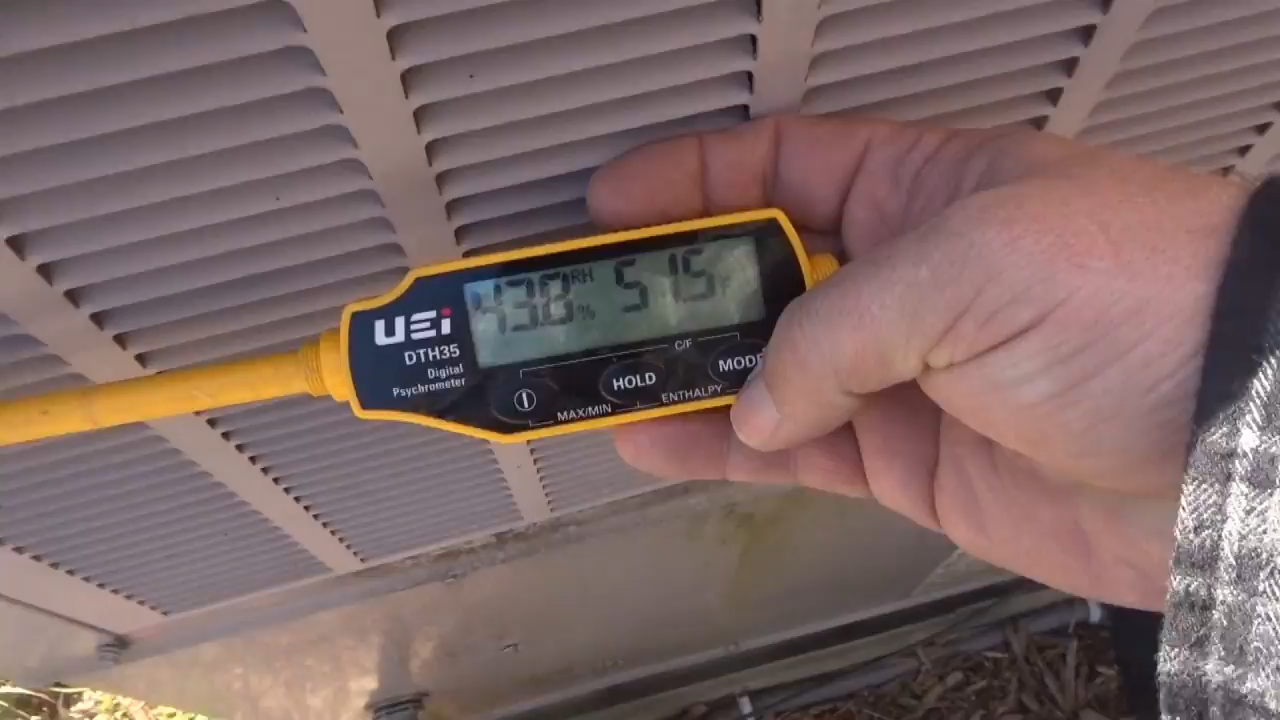 43.8 RH % 51.5 F
UEi
DTH35
Digital
Psychrometer
C/F
HOLD
MODE
MAX/MIN
ENTHALPY